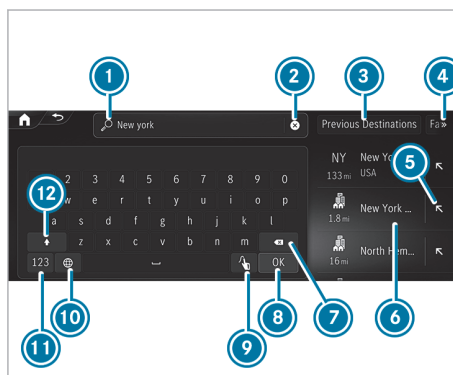 1 2 3 4
New york Previous Destinations Fa»
NY New Yo
133 mi USA
5
2 3 4 5 6 7 8 9 0
12
w e r t y u i o p
New York ...
1.8 mi
a s d f g h j k l
z x c v b n m
North Hem...
123 OK
16 mi
11 10 9 8 7 6